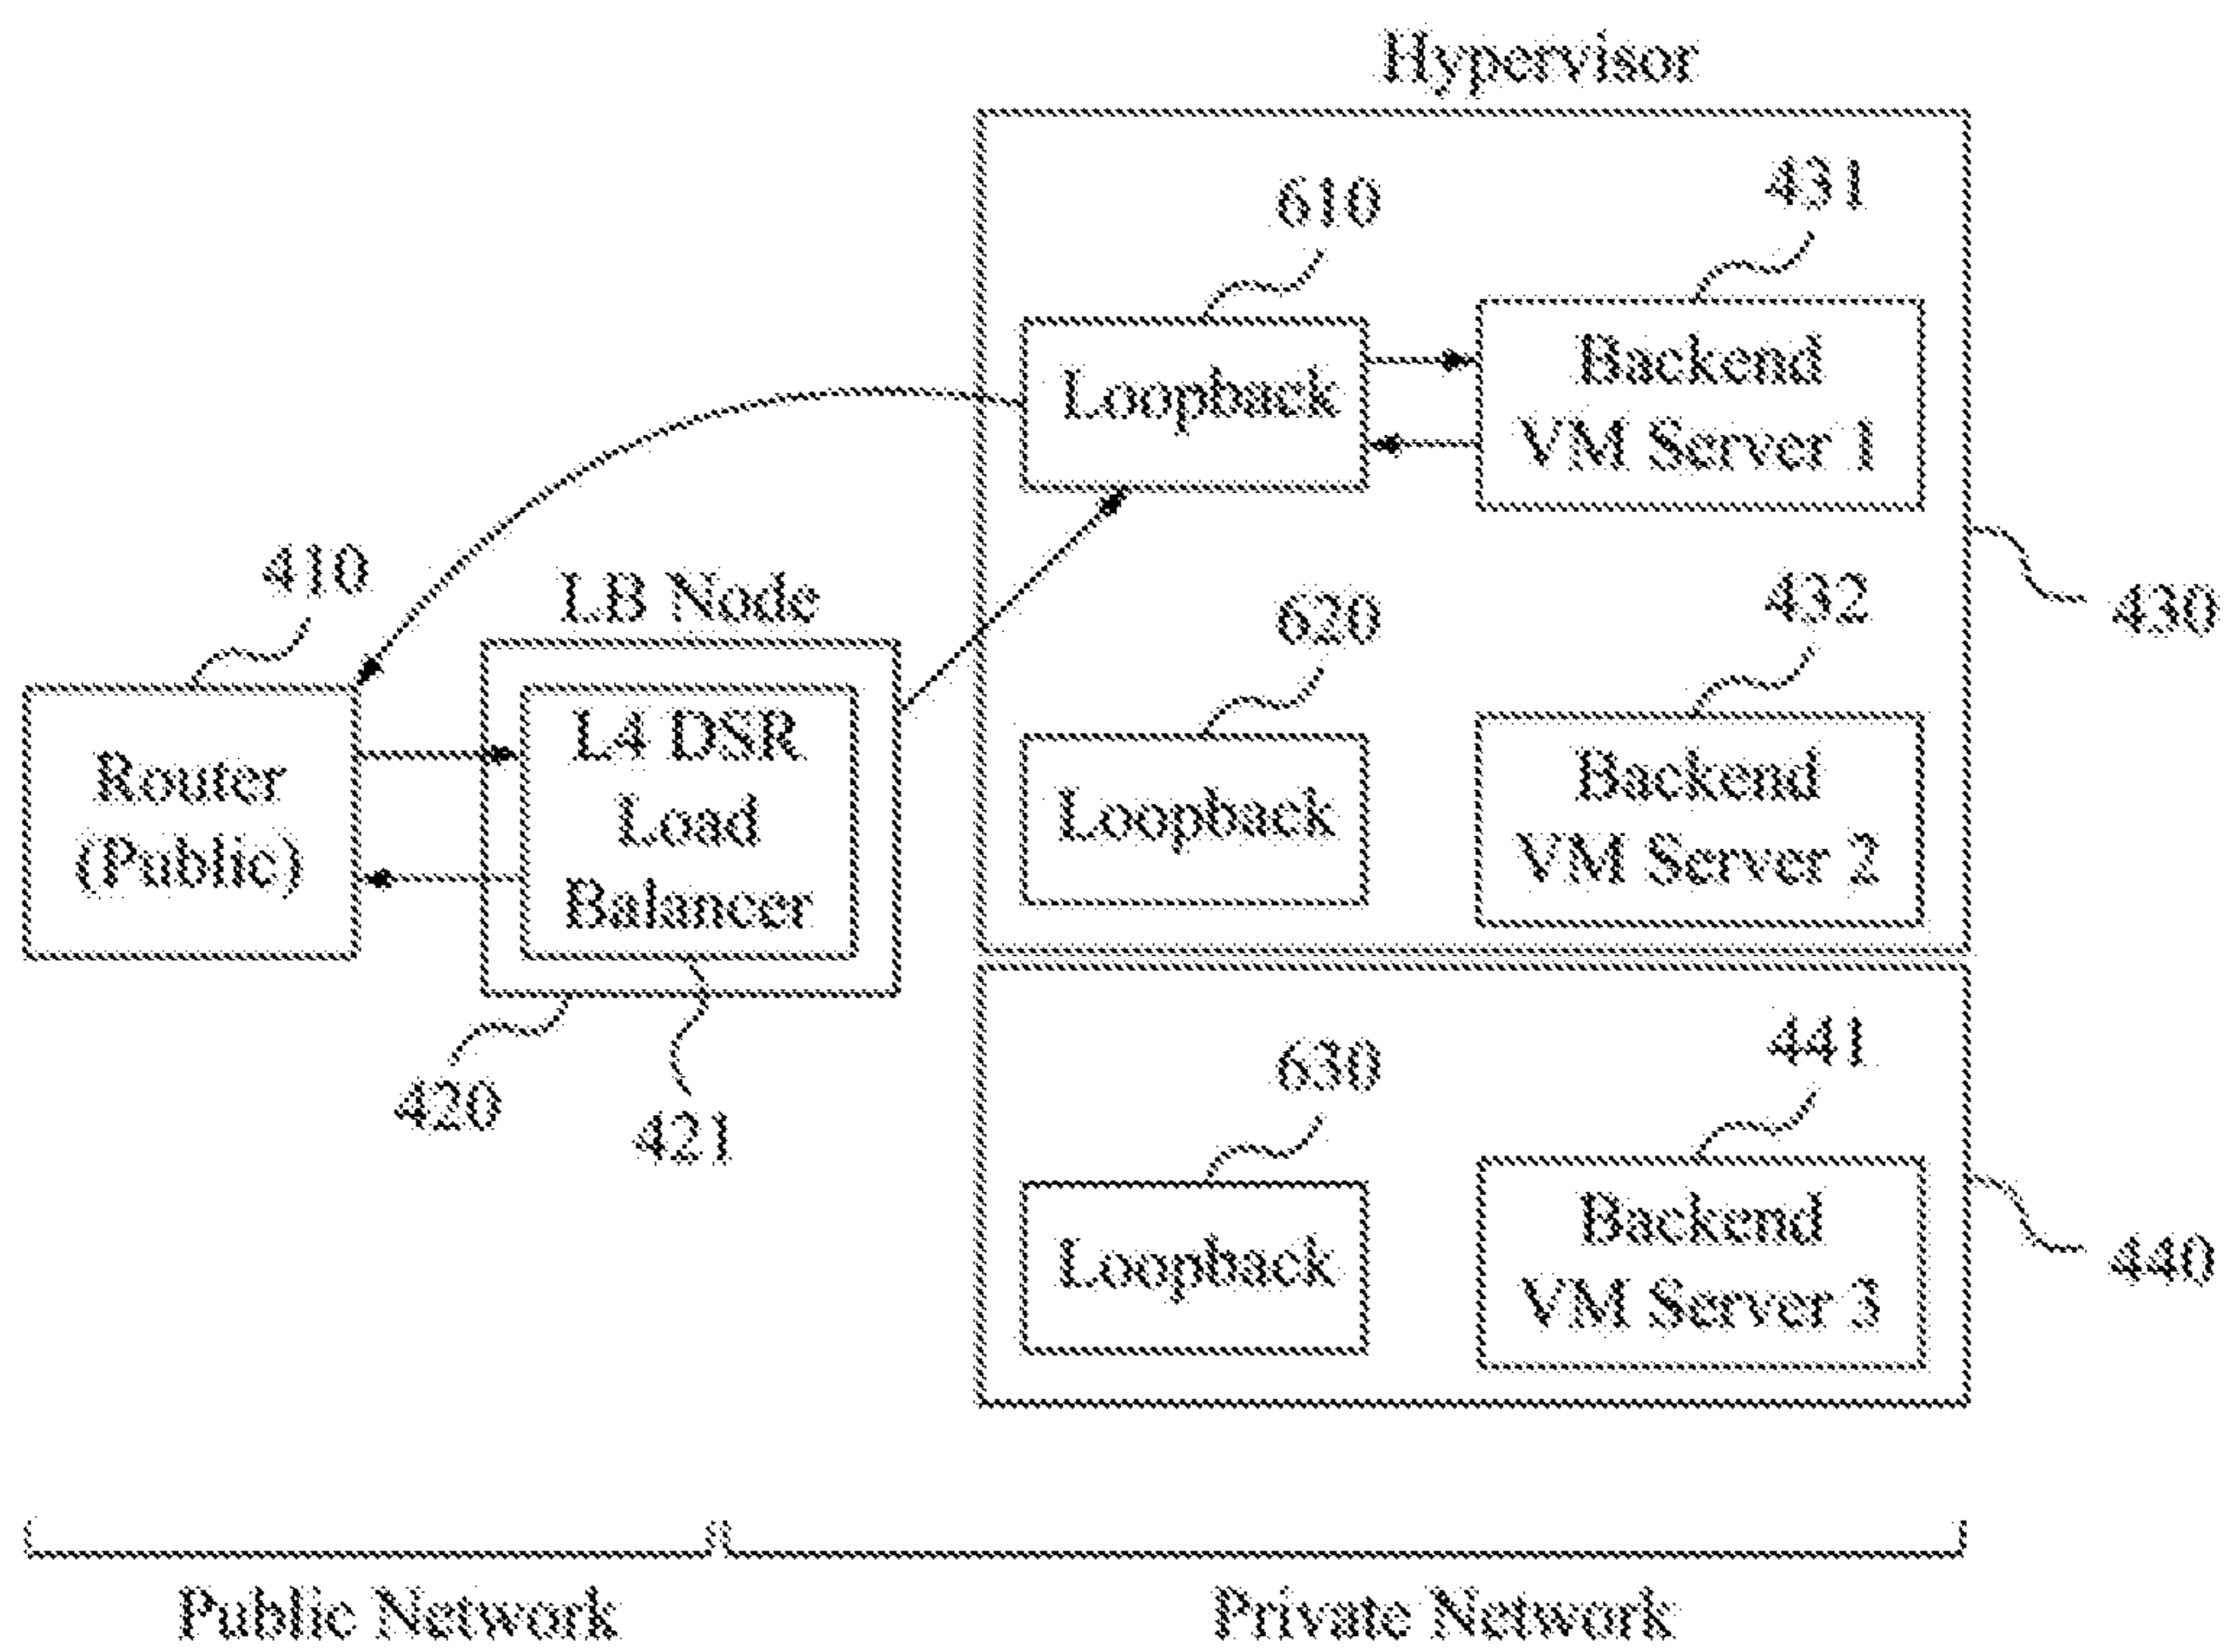 Hypervisor
610
431
Loopback
Backend
VM Server 1
410
LB Node
620
432
430
Router
(Public)
L4 DSR
Load
Balancer
Loopback
Backend
VM Server 2
420
421
630
441
Loopback
Backend
VM Server 3
440
Public Network
Private Network